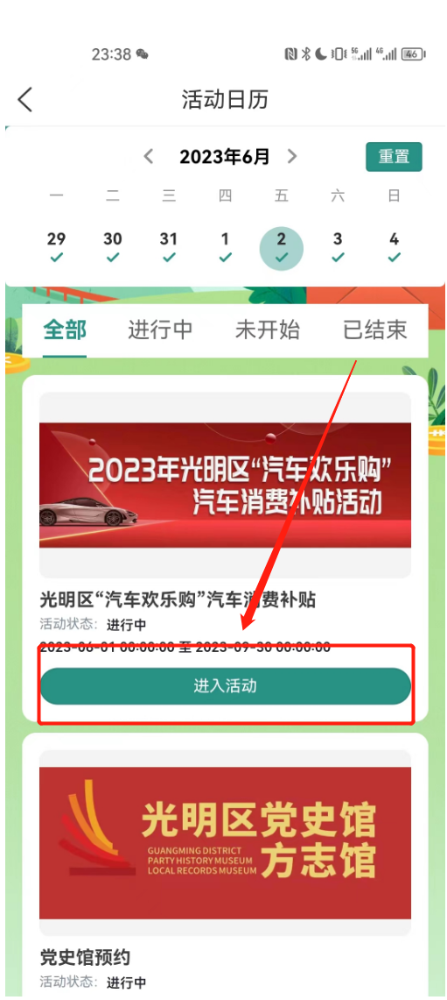 23:38
5G 4G 46
活动日历
2023年6月 重置
一 二 三 四 五 六 日
29 30 31 1 2 3 4
全部 进行中 未开始 已结束
2023年光明区“汽车欢乐购”
汽车消费补贴活动
光明区“汽车欢乐购”汽车消费补贴
活动状态: 进行中
2023-06-01 00:00:00 至 2023-09-30 00:00:00
进入活动
光明区党史馆
GUANGMING DISTRICT
PARTY HISTORY MUSEUM
LOCAL RECORDS MUSEUM 方志馆
党史馆预约
活动状态: 进行中